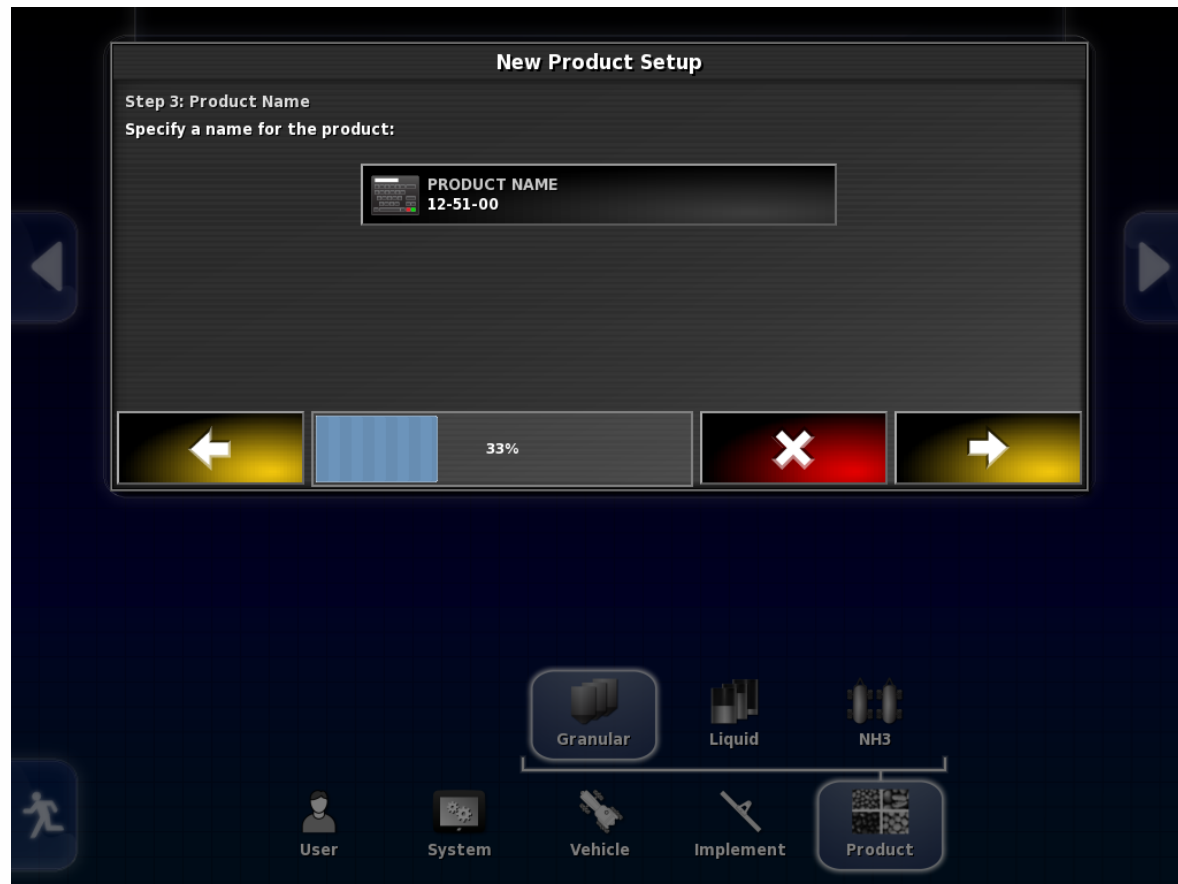 New Product Setup
Step 3: Product Name
Specify a name for the product:
PRODUCT NAME
12-51-00
33%
Granular
Liquid
NH3
User
System
Vehicle
Implement
Product